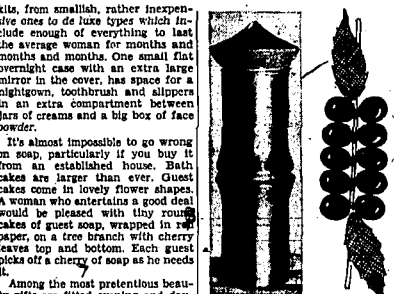 kits, from smallish, rather inexpen-
sive ones to de luxe types which in-
clude enough of everything to last
the average woman for months and
months and months. One small flat
overnight case with an extra large
mirror in the cover, has space for a
nightgown, toothbrush and slippers
in an extra compartment between
jars of creams and a big box of face
powder.
It's almost impossible to go wrong
on soap, particularly if you buy it
from an established house. Bath
cakes are larger than ever. Guest
cakes come in lovely flower shapes.
A woman who entertains a good deal
would be pleased with tiny round
cakes of guest soap, wrapped in red
paper, on a tree branch with cherry
leaves top and bottom. Each guest
picks off a cherry of soap as he needs
it.
Among the most pretentious beau-